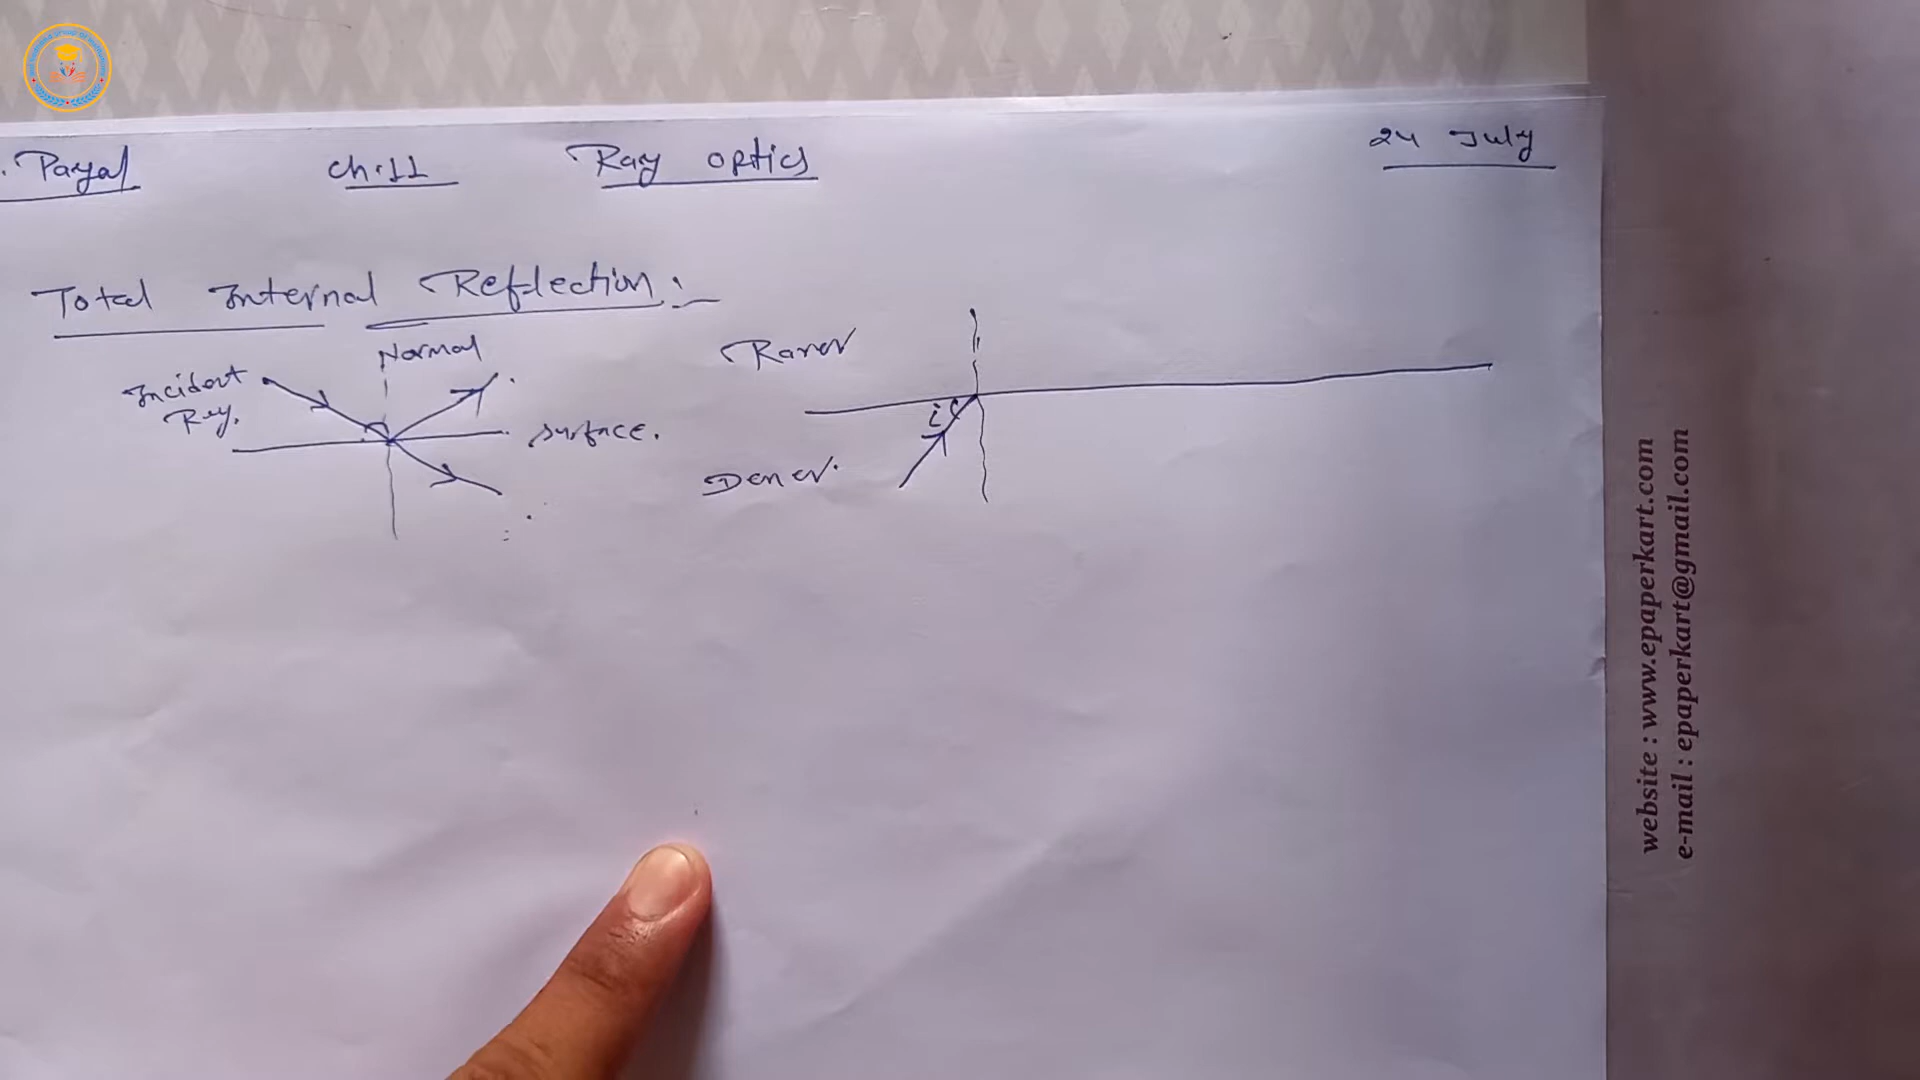 . Payal Ch.11 Ray optics 24 July
Total Internal Reflection :-
Normal
Incident
Ray.
surface.
Rarer
i
Denser.
website : www.epaperkart.com
e-mail : epaperkart@gmail.com